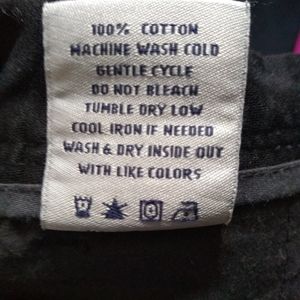 100% COTTON
MACHINE WASH COLD
GENTLE CYCLE
DO NOT BLEACH
TUMBLE DRY LOW
COOL IRON IF NEEDED
WASH & DRY INSIDE OUT
WITH LIKE COLORS